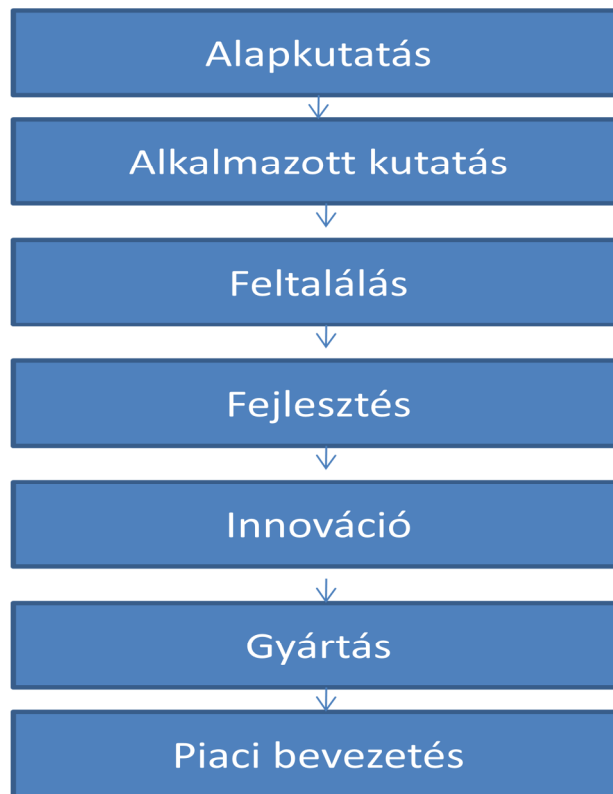 Alapkutatás
Alkalmazott kutatás
Feltalálás
Fejlesztés
Innováció
Gyártás
Piaci bevezetés